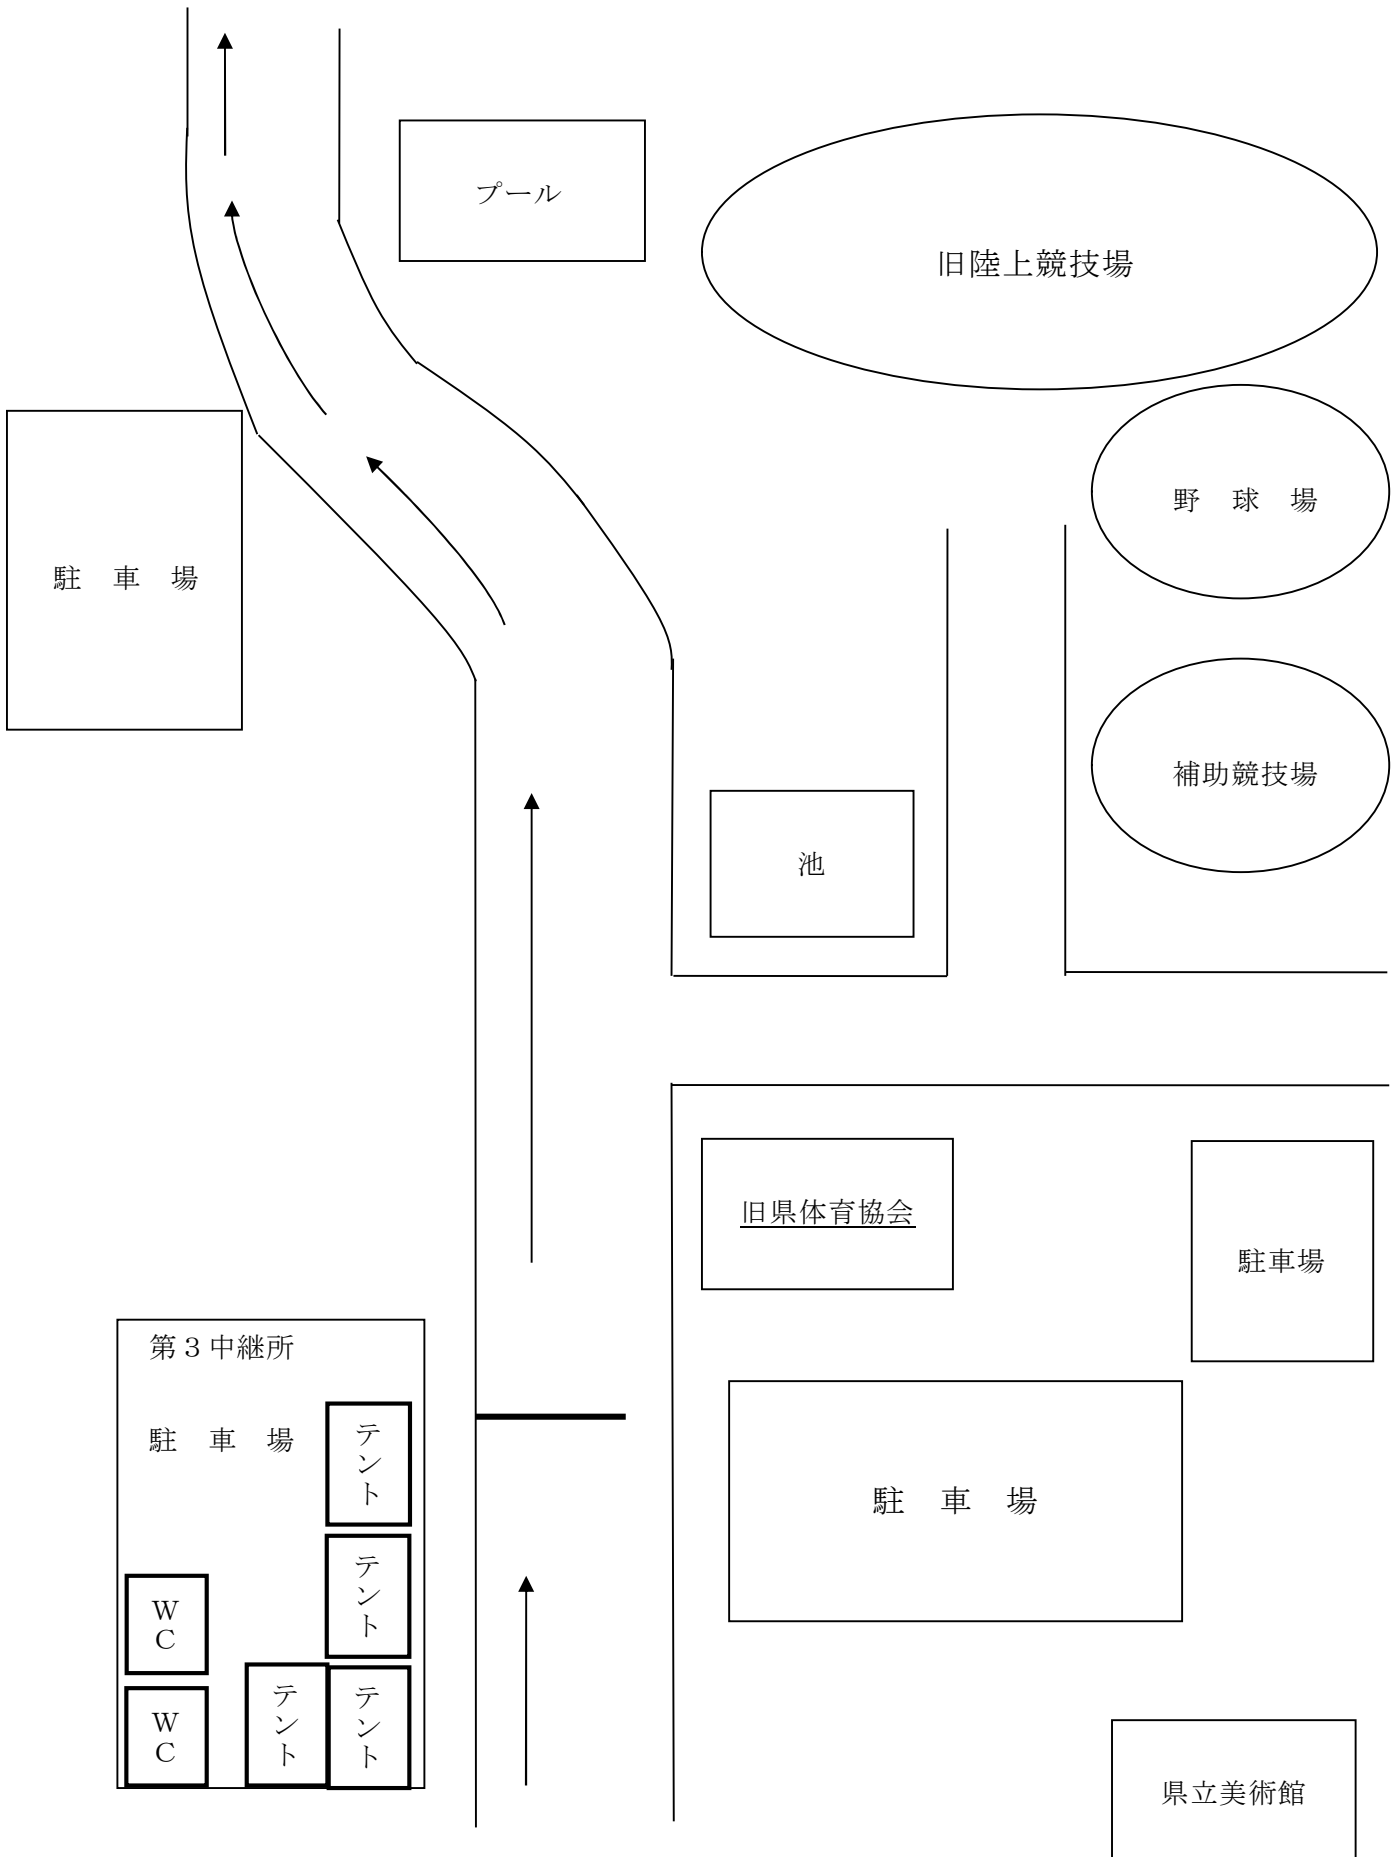 プール
旧陸上競技場
野　球　場
駐　車　場
補助競技場
池
旧県体育協会
駐車場
第３中継所
駐　車　場
テント
駐　車　場
テント
WC
テント
テント
WC
県立美術館